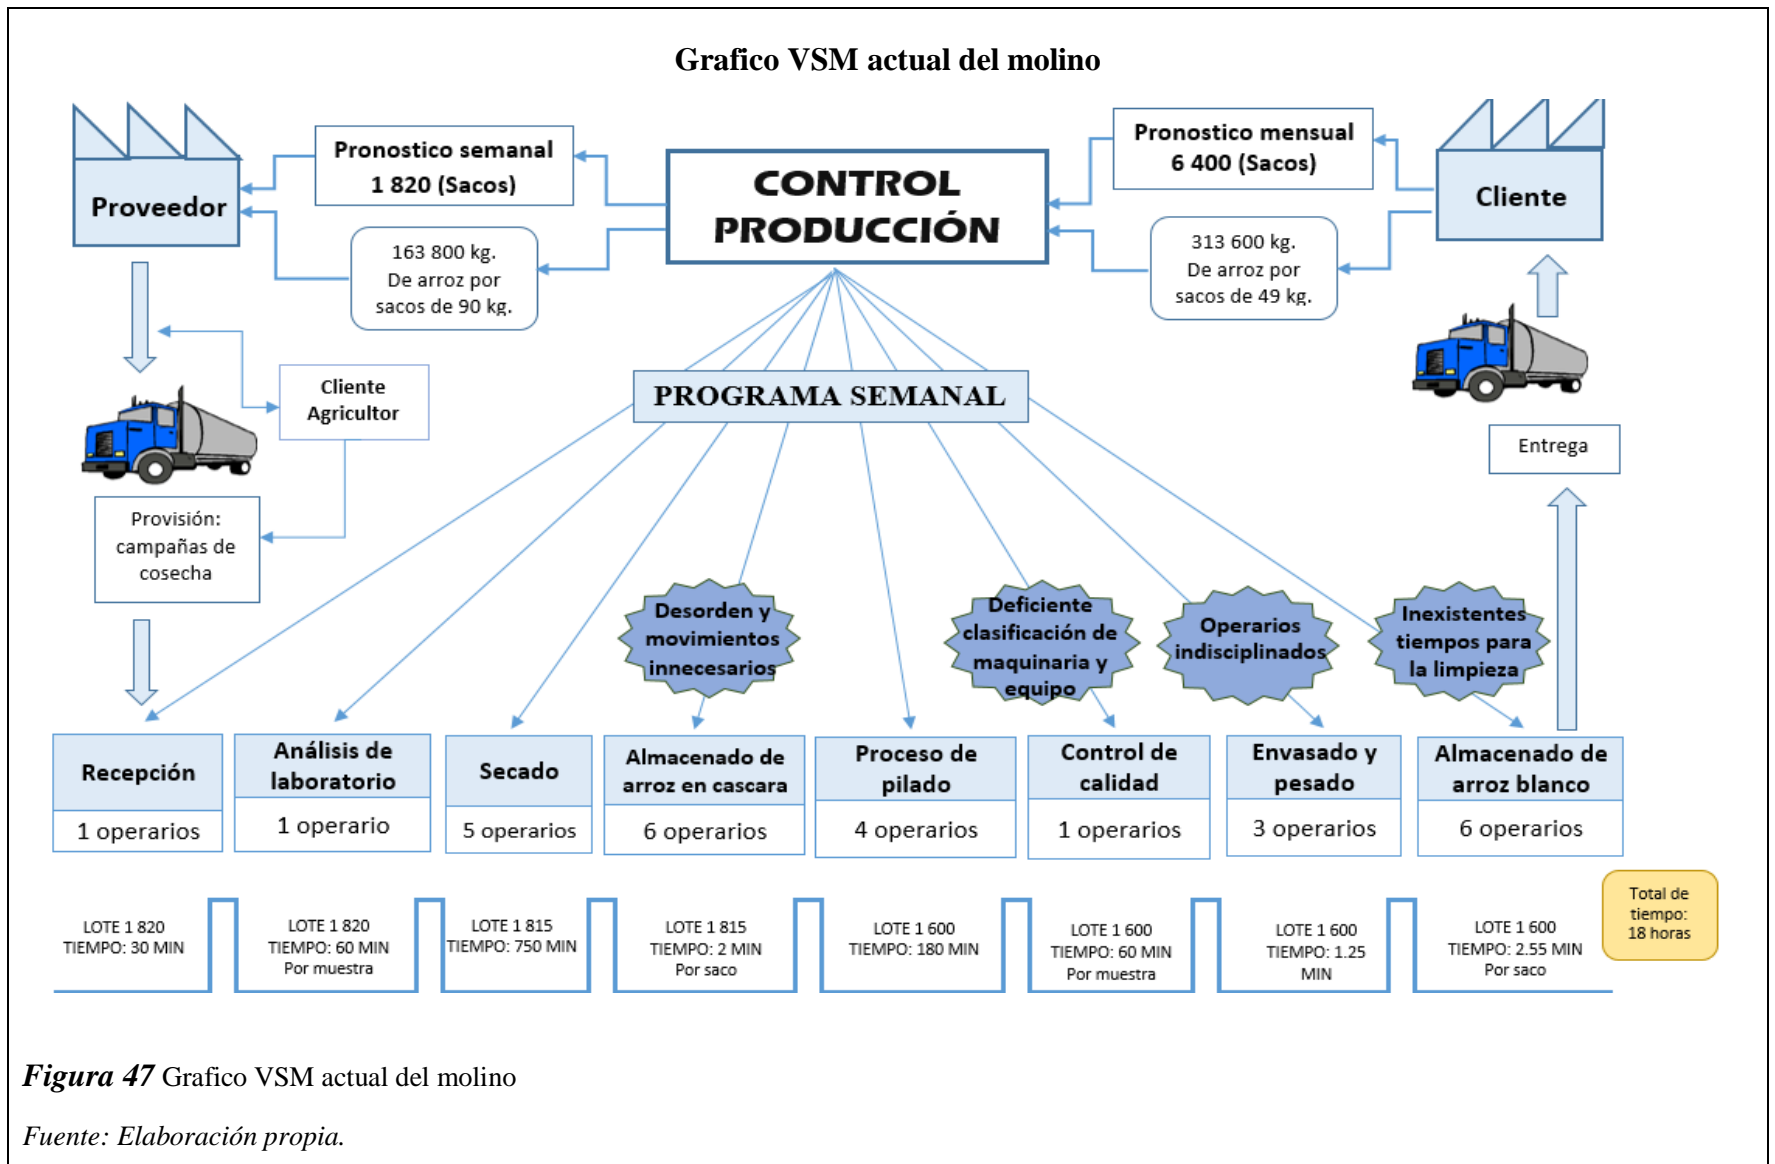 Grafico VSM actual del molino
Proveedor
Pronostico semanal
1 820 (Sacos)
163 800 kg.
De arroz por
sacos de 90 kg.
CONTROL
PRODUCCIÓN
Pronostico mensual
6 400 (Sacos)
313 600 kg.
De arroz por
sacos de 49 kg.
Cliente
Cliente
Agricultor
PROGRAMA SEMANAL
Entrega
Provisión:
campañas de
cosecha
Desorden y
movimientos
innecesarios
Deficiente
clasificación de
maquinaria y
equipo
Operarios
indisciplinados
Inexistentes
tiempos para
la limpieza
Recepción
1 operarios
Análisis de
laboratorio
1 operario
Secado
5 operarios
Almacenado de
arroz en cascara
6 operarios
Proceso de
pilado
4 operarios
Control de
calidad
1 operarios
Envasado y
pesado
3 operarios
Almacenado de
arroz blanco
6 operarios
LOTE 1 820
TIEMPO: 30 MIN
LOTE 1 820
TIEMPO: 60 MIN
Por muestra
LOTE 1 815
TIEMPO: 750 MIN
LOTE 1 815
TIEMPO: 2 MIN
Por saco
LOTE 1 600
TIEMPO: 180 MIN
LOTE 1 600
TIEMPO: 60 MIN
Por muestra
LOTE 1 600
TIEMPO: 1.25
MIN
LOTE 1 600
TIEMPO: 2.55 MIN
Por saco
Total de
tiempo:
18 horas
Figura 47 Grafico VSM actual del molino
Fuente: Elaboración propia.